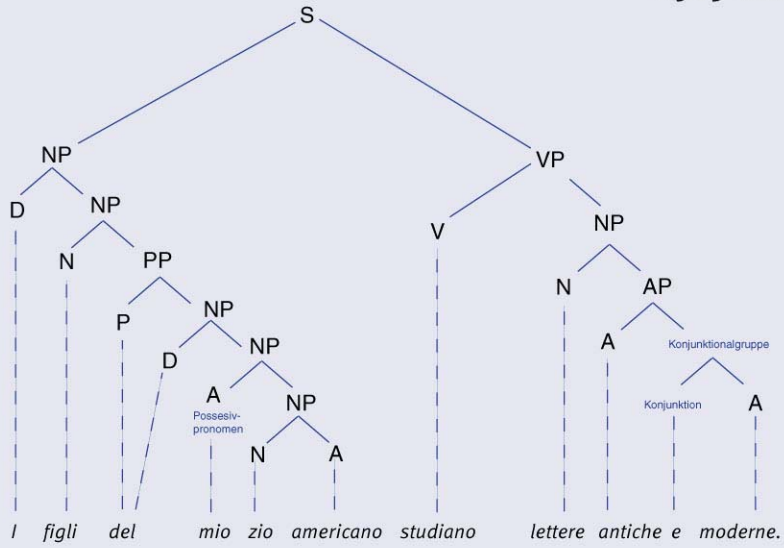 S
NP VP
D NP V NP
N PP N AP
P NP A Konjunktionalgruppe
D NP
A NP Konjunktion A
Possesiv-
pronomen
N A
I figli del mio zio americano studiano lettere antiche e moderne.